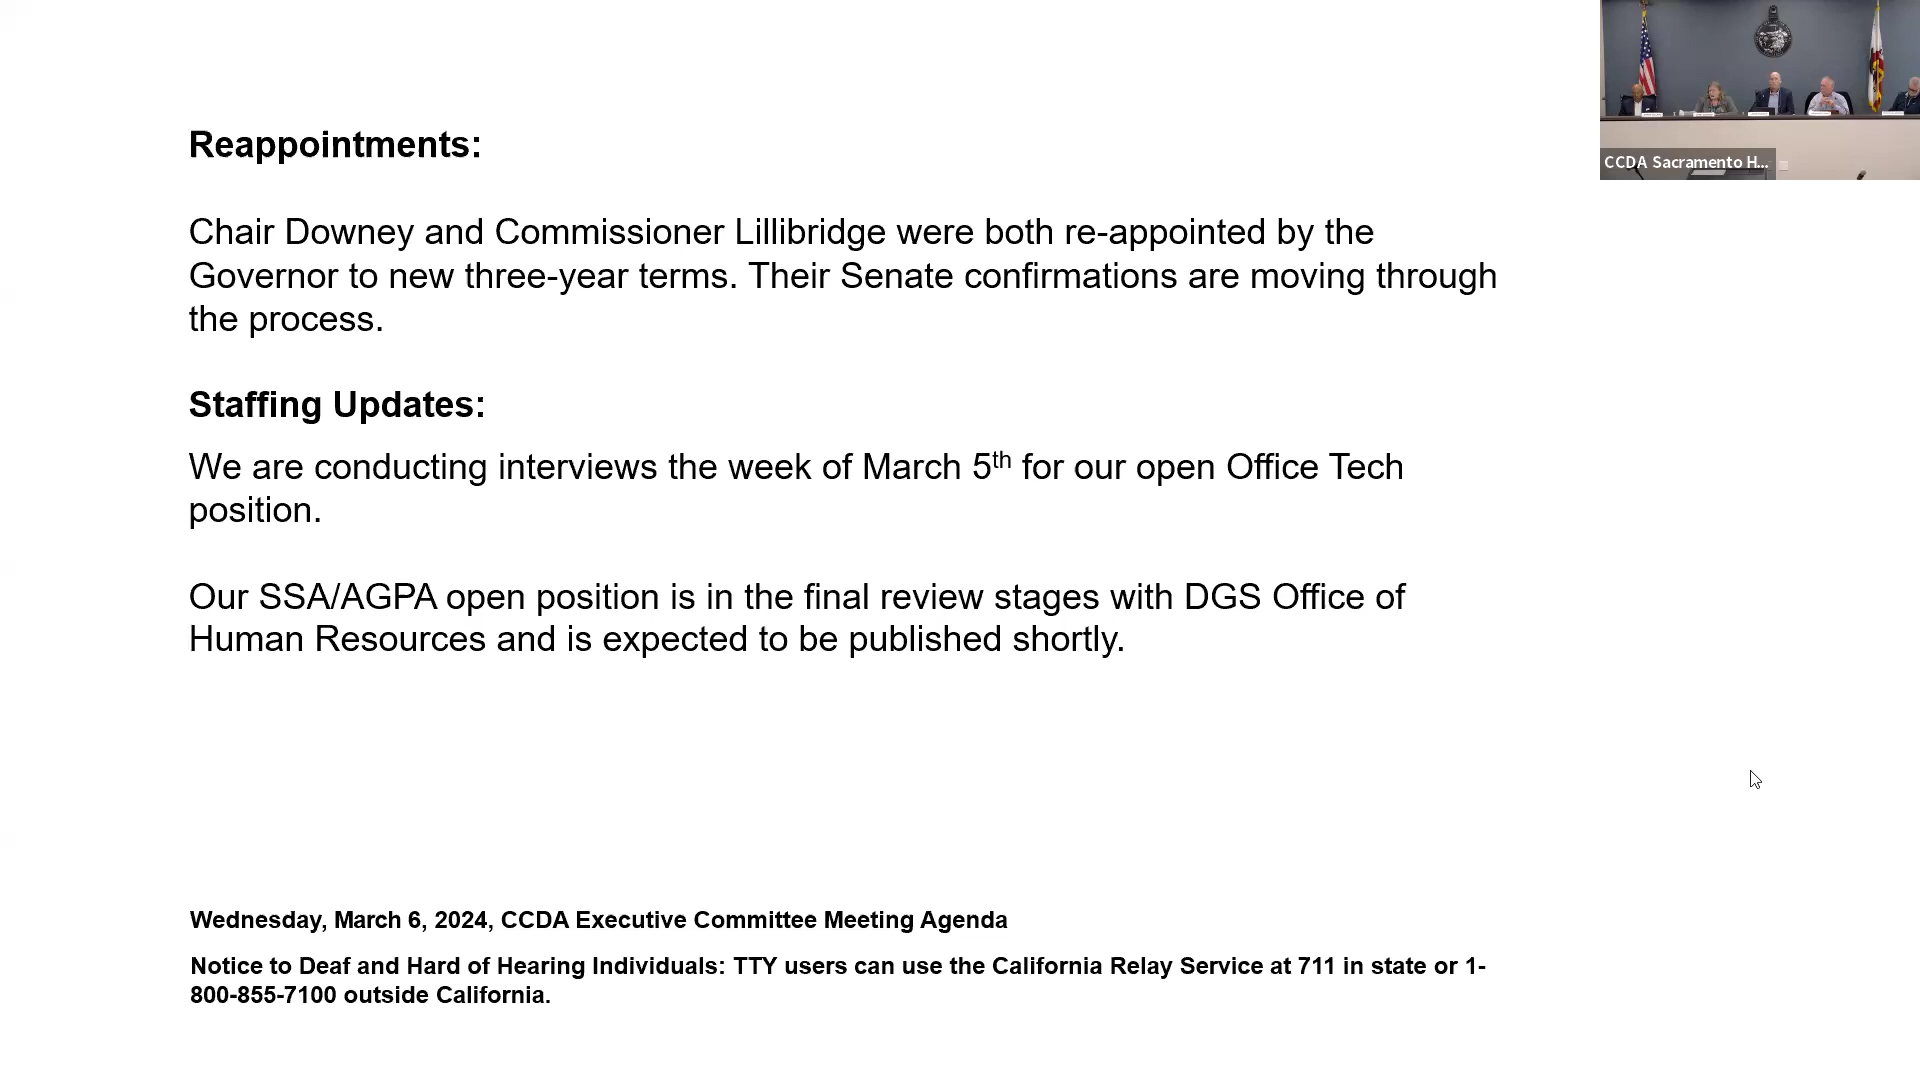 Reappointments:
Chair Downey and Commissioner Lillibridge were both re-appointed by the
Governor to new three-year terms. Their Senate confirmations are moving through
the process.
Staffing Updates:
We are conducting interviews the week of March 5th for our open Office Tech
position.
Our SSA/AGPA open position is in the final review stages with DGS Office of
Human Resources and is expected to be published shortly.
Wednesday, March 6, 2024, CCDA Executive Committee Meeting Agenda
Notice to Deaf and Hard of Hearing Individuals: TTY users can use the California Relay Service at 711 in state or 1-
800-855-7100 outside California.
CCDA Sacramento H...